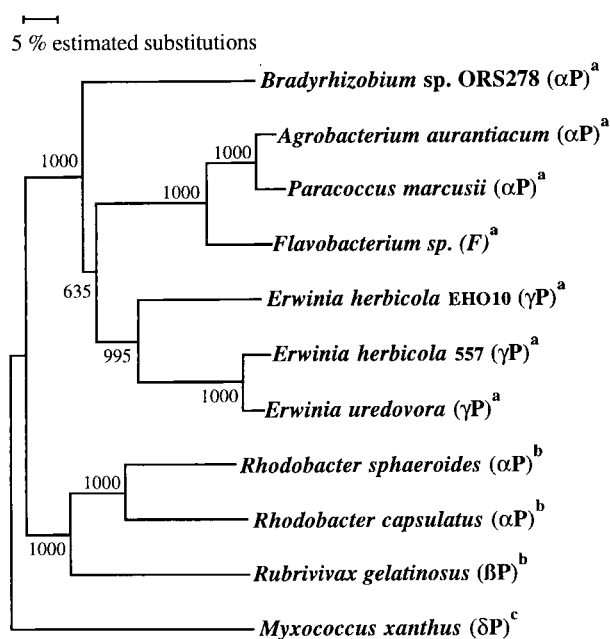 5 % estimated substitutions
Bradyrhizobium sp. ORS278 (αP)a
Agrobacterium aurantiacum (αP)a
1000
1000
Paracoccus marcusii (αP)a
1000
Flavobacterium sp. (F)a
635
Erwinia herbicola EHO10 (γP)a
995
Erwinia herbicola 557 (γP)a
1000
Erwinia uredovora (γP)a
Rhodobacter sphaeroides (αP)b
1000
Rhodobacter capsulatus (αP)b
1000
Rubrivivax gelatinosus (ßP)b
Myxococcus xanthus (δP)c